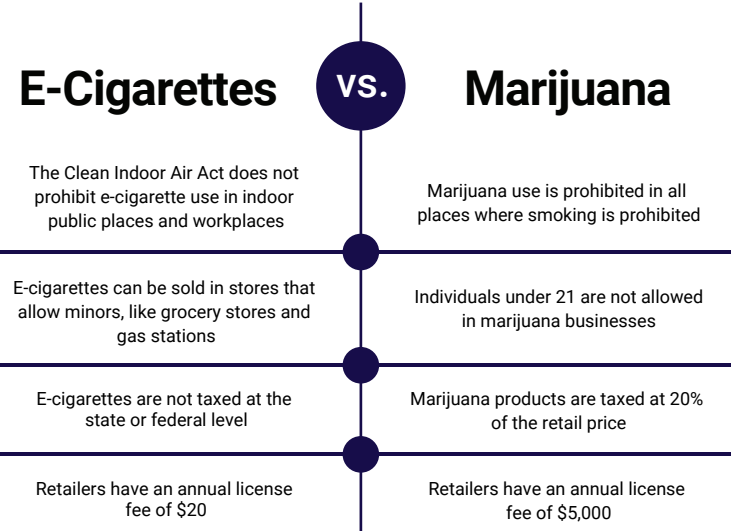 E-Cigarettes
vs.
Marijuana
The Clean Indoor Air Act does not
prohibit e-cigarette use in indoor
public places and workplaces
Marijuana use is prohibited in all
places where smoking is prohibited
E-cigarettes can be sold in stores that
allow minors, like grocery stores and
gas stations
Individuals under 21 are not allowed
in marijuana businesses
E-cigarettes are not taxed at the
state or federal level
Marijuana products are taxed at 20%
of the retail price
Retailers have an annual license
fee of $20
Retailers have an annual license
fee of $5,000